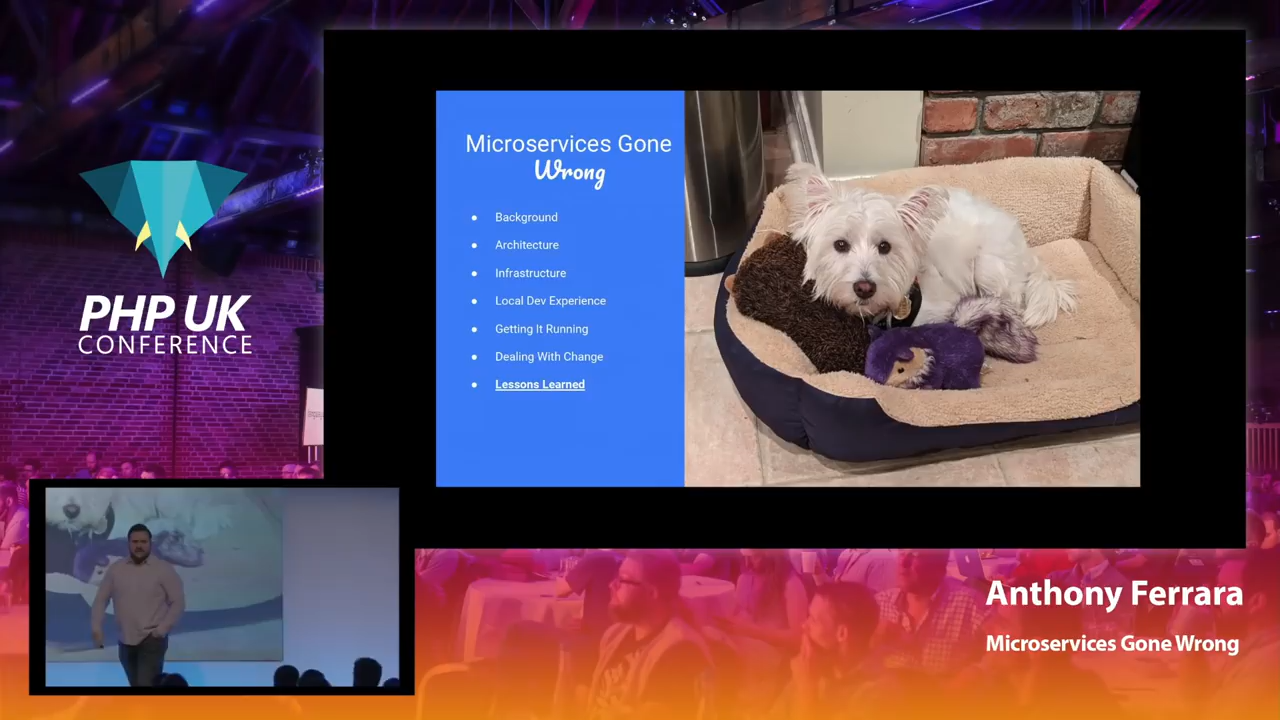 PHP UK
CONFERENCE
Microservices Gone
Wrong
Background
Architecture
Infrastructure
Local Dev Experience
Getting It Running
Dealing With Change
Lessons Learned
Anthony Ferrara
Microservices Gone Wrong